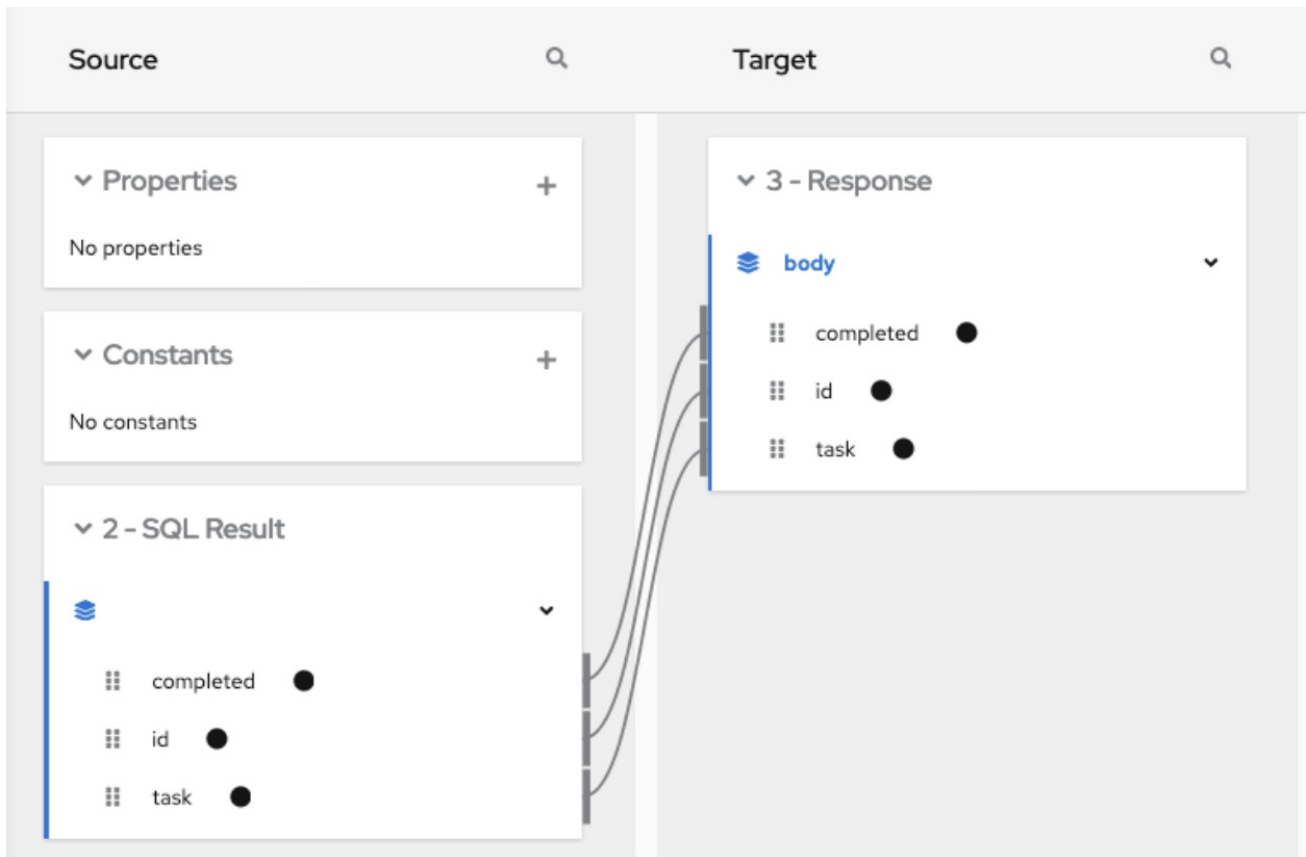 Source
Target
Properties
No properties
Constants
No constants
2 - SQL Result
completed
id
task
3 - Response
body
completed
id
task